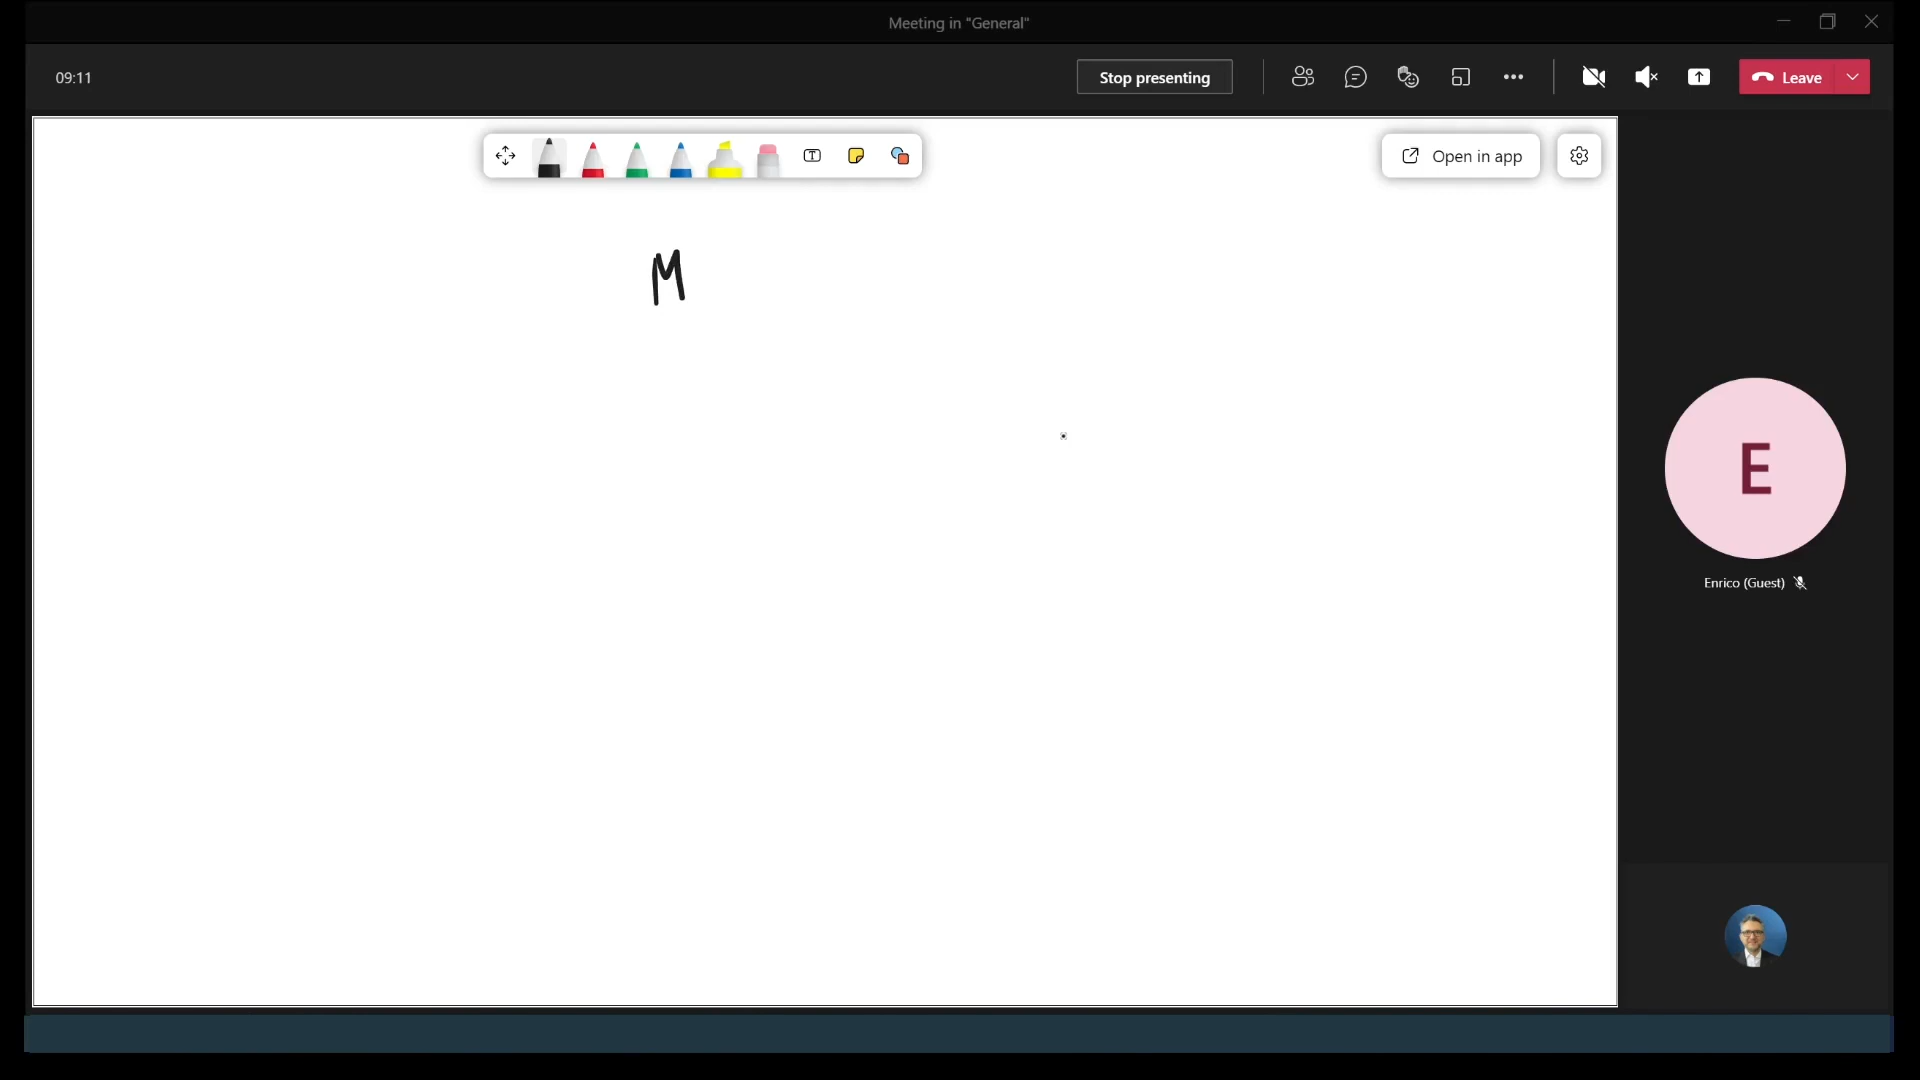 Meeting in "General"
09:11
Stop presenting
Leave
Open in app
M
E
Enrico (Guest)